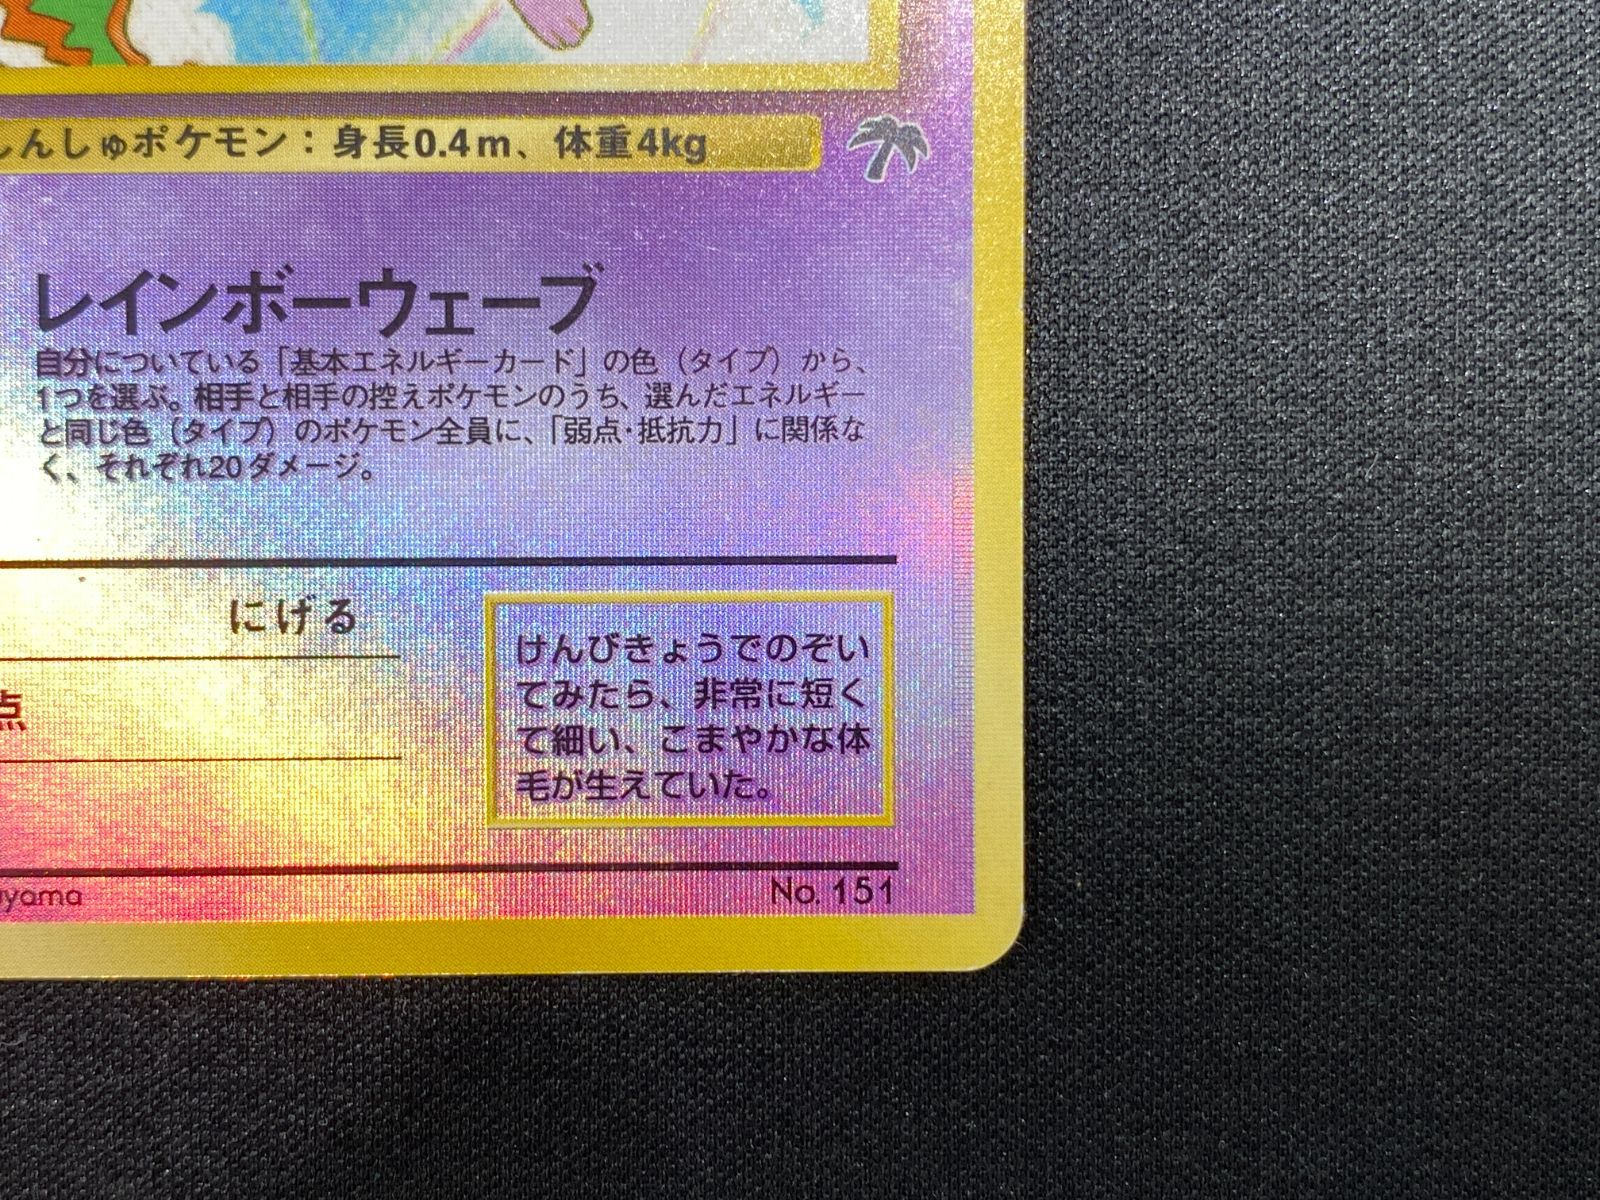 んしゅポケモン：身長0.4m、体重4kg
レインボーウェーブ
自分についている「基本エネルギーカード」の色（タイプ）から、
1つを選ぶ。相手と相手の控えポケモンのうち、選んだエネルギー
と同じ色（タイプ）のポケモン全員に、「弱点・抵抗力」に関係な
く、それぞれ20ダメージ。
にげる
点
けんびきょうでのぞい
てみたら、非常に短く
て細い、こまやかな体
毛が生えていた。
yama No. 151